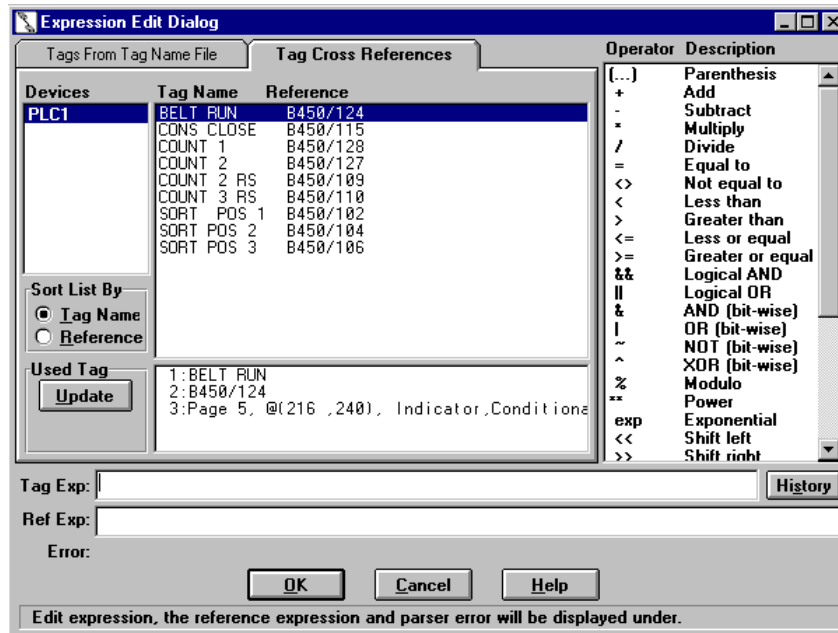 Expression Edit Dialog
Tags From Tag Name File
Tag Cross References
Operator Description
Devices
PLC1
Tag Name Reference
BELT RUN B450/124
CONS CLOSE B450/115
COUNT 1 B450/128
COUNT 2 B450/127
COUNT 2 RS B450/109
COUNT 3 RS B450/110
SORT POS 1 B450/102
SORT POS 2 B450/104
SORT POS 3 B450/106
(...) Parenthesis
+ Add
- Subtract
* Multiply
/ Divide
= Equal to
<> Not equal to
< Less than
> Greater than
<= Less or equal
>= Greater or equal
&& Logical AND
|| Logical OR
& AND (bit-wise)
| OR (bit-wise)
~ NOT (bit-wise)
^ XOR (bit-wise)
% Modulo
** Power
exp Exponential
<< Shift left
>> Shift right
Sort List By
Tag Name
Reference
Used Tag
Update
1:BELT RUN
2:B450/124
3:Page 5, @(216 ,240), Indicator,Conditiona
Tag Exp:
History
Ref Exp:
Error:
OK
Cancel
Help
Edit expression, the reference expression and parser error will be displayed under.